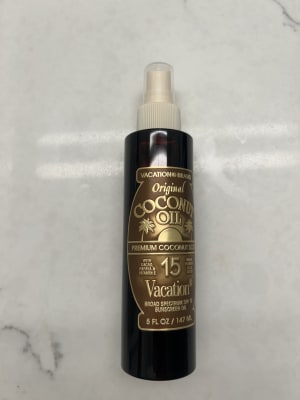 VACATION® BRAND
Original
COCONUT
OIL
PREMIUM COCONUT
WITH
15
Vacation®
BROAD SPECTRUM SPF 15
SUNSCREEN OIL
5 FL OZ / 147 ML